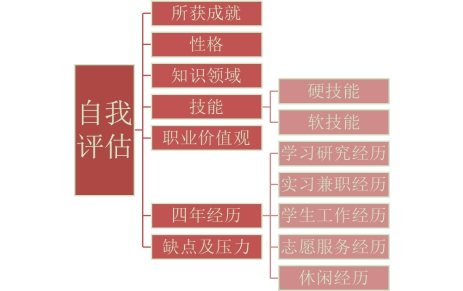 自我
评估
所获成就
性格
知识领域
技能
硬技能
软技能
职业价值观
四年经历
学习研究经历
实习兼职经历
学生工作经历
志愿服务经历
休闲经历
缺点及压力